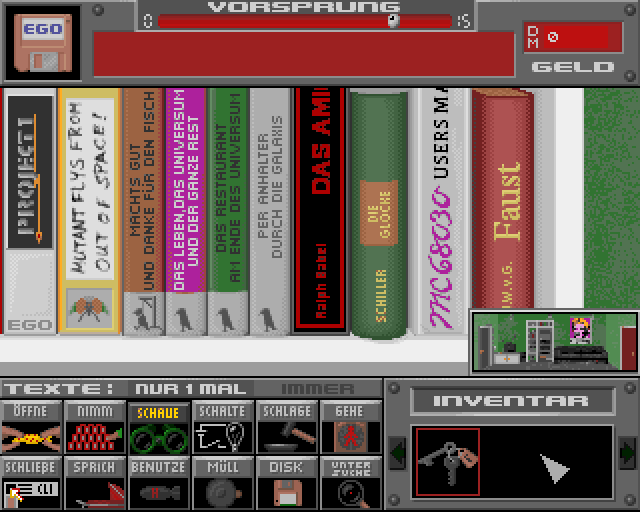 VORSPRUNG
EGO
0
15
DM 0
GELD
PROJECT!
EGO
MUTANT FLYS FROM
OUT OF SPACE!
MACHTS GUT
UND DANKE FÜR DEN FISCH
DAS LEBEN,DAS UNIVERSUM
UND DER GANZE REST
DAS RESTAURANT
AM ENDE DES UNIVERSUM
PER ANHALTER
DURCH DIE GALAXIS
Ralph Babel DAS AMI
SCHILLER
DIE
GLOCKE
MC68030 USERS MA
J.W.v.G. Faust
TEXTE: NUR 1 MAL IMMER
ÖFFNE NIMM SCHAUE SCHALTE SCHLAGE GEHE
SCHLIEßE SPRICH BENUTZE MÜLL DISK UNTER
SUCHE
CLI
INVENTAR